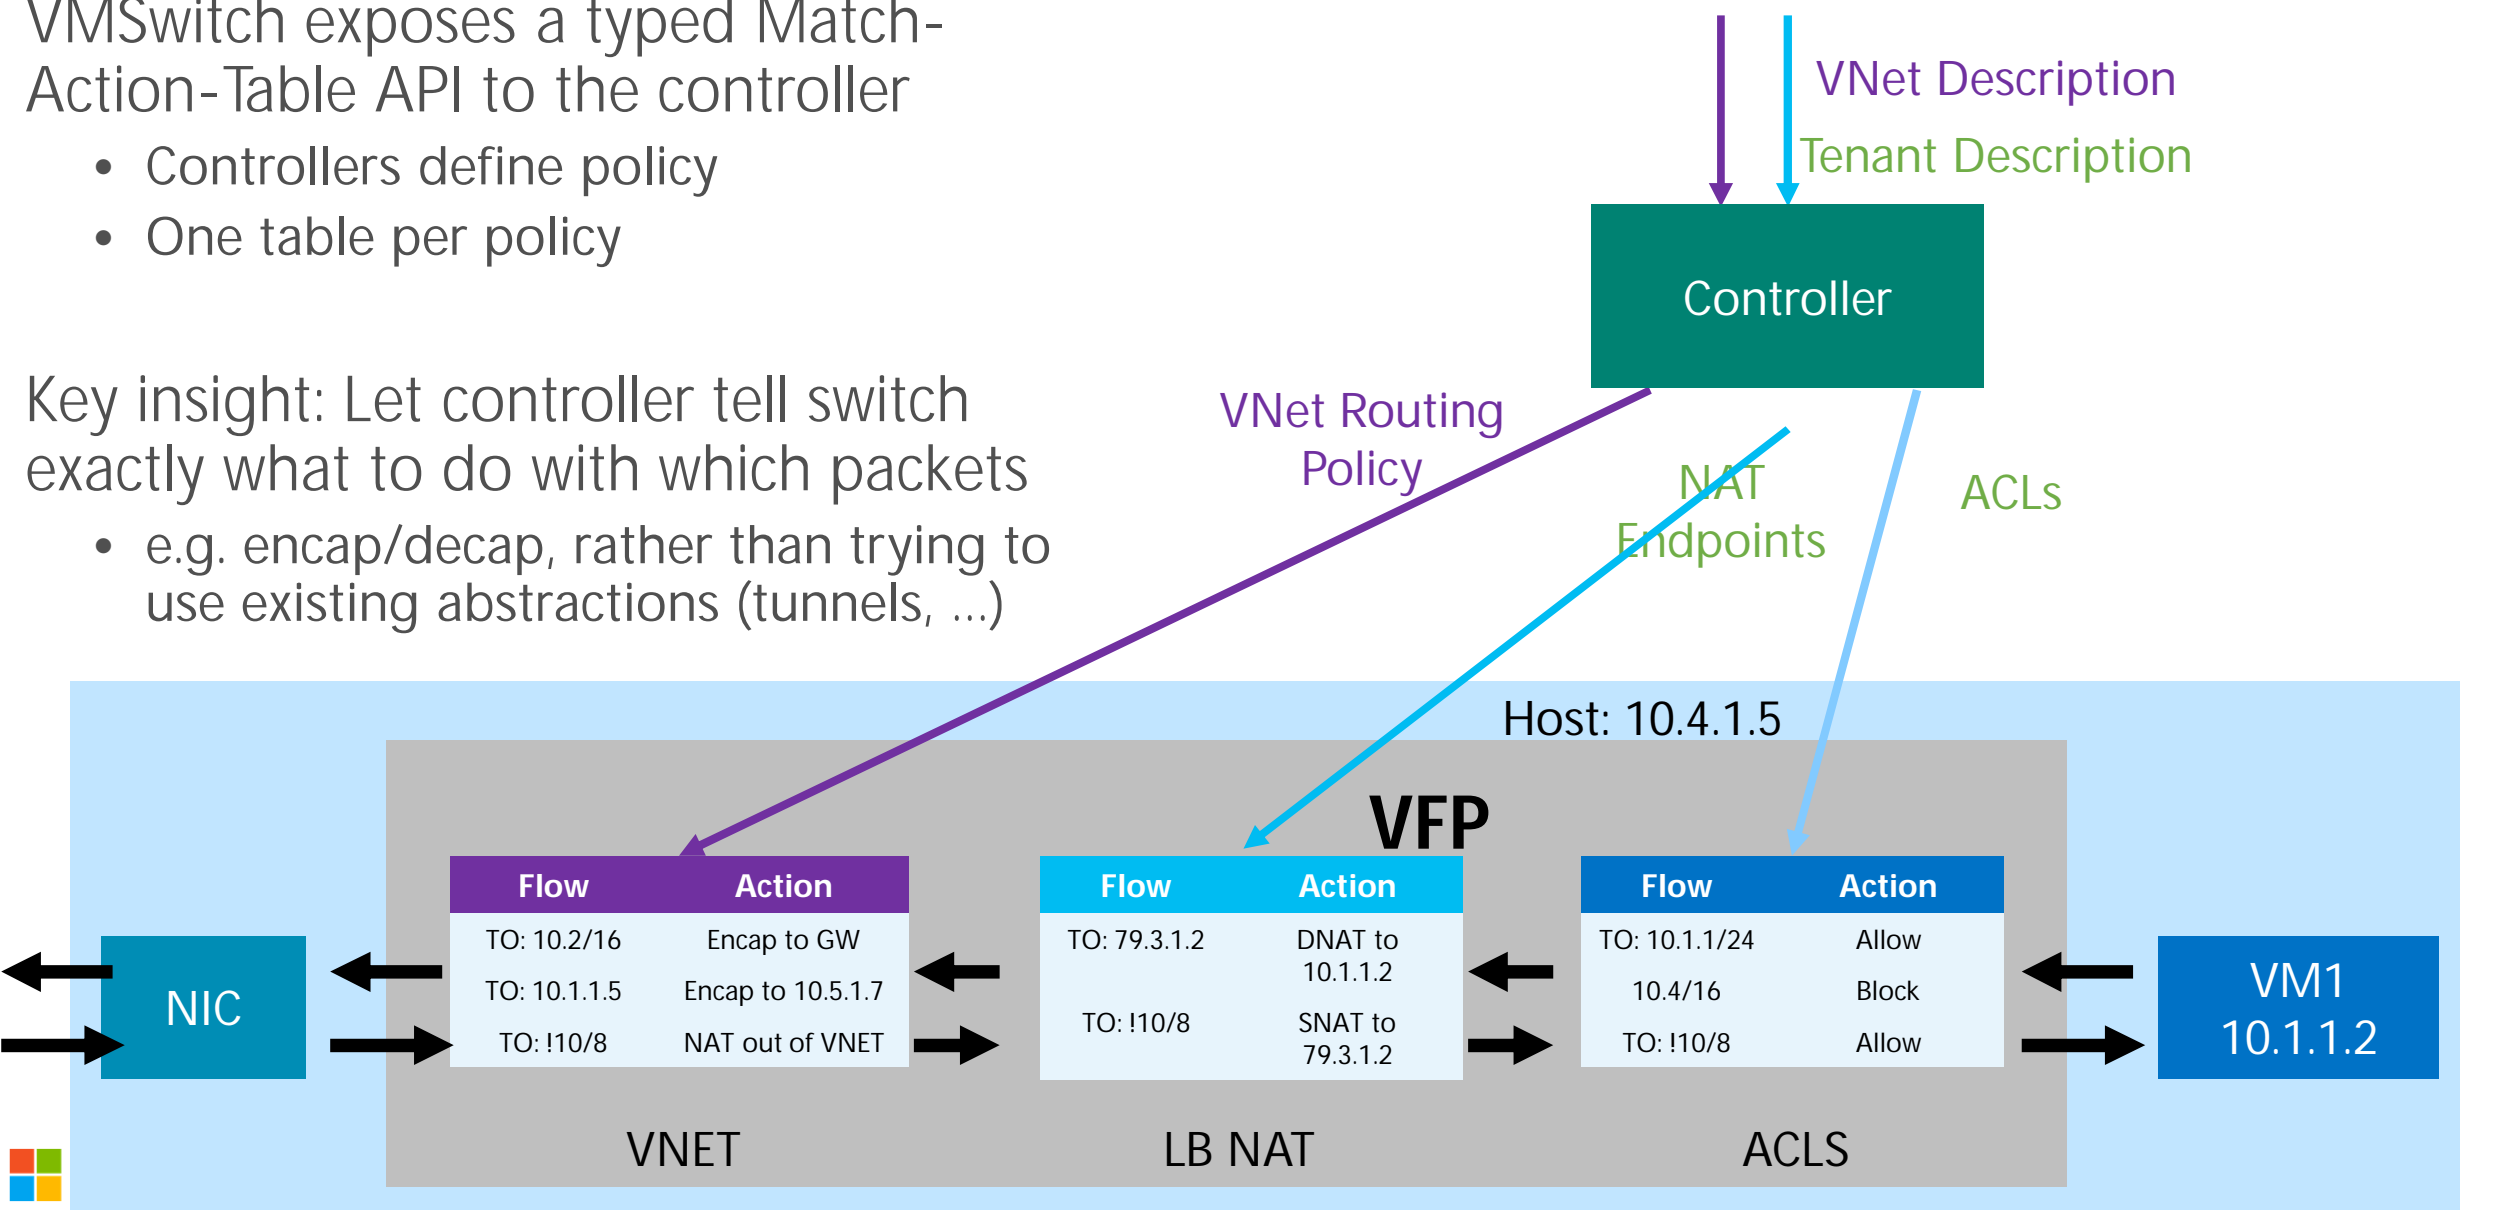 VMSwitch exposes a typed Match-
Action-Table API to the controller
• Controllers define policy
• One table per policy
Key insight: Let controller tell switch
exactly what to do with which packets
• e.g. encap/decap, rather than trying to
use existing abstractions (tunnels, ...)
VNet Description
Tenant Description
Controller
VNet Routing
Policy
NAT
Endpoints
ACLs
Host: 10.4.1.5
VFP
NIC
Flow Action
TO: 10.2/16 Encap to GW
TO: 10.1.1.5 Encap to 10.5.1.7
TO: !10/8 NAT out of VNET
VNET
Flow Action
TO: 79.3.1.2 DNAT to
10.1.1.2
TO: !10/8 SNAT to
79.3.1.2
LB NAT
Flow Action
TO: 10.1.1/24 Allow
10.4/16 Block
TO: !10/8 Allow
ACLS
VM1
10.1.1.2